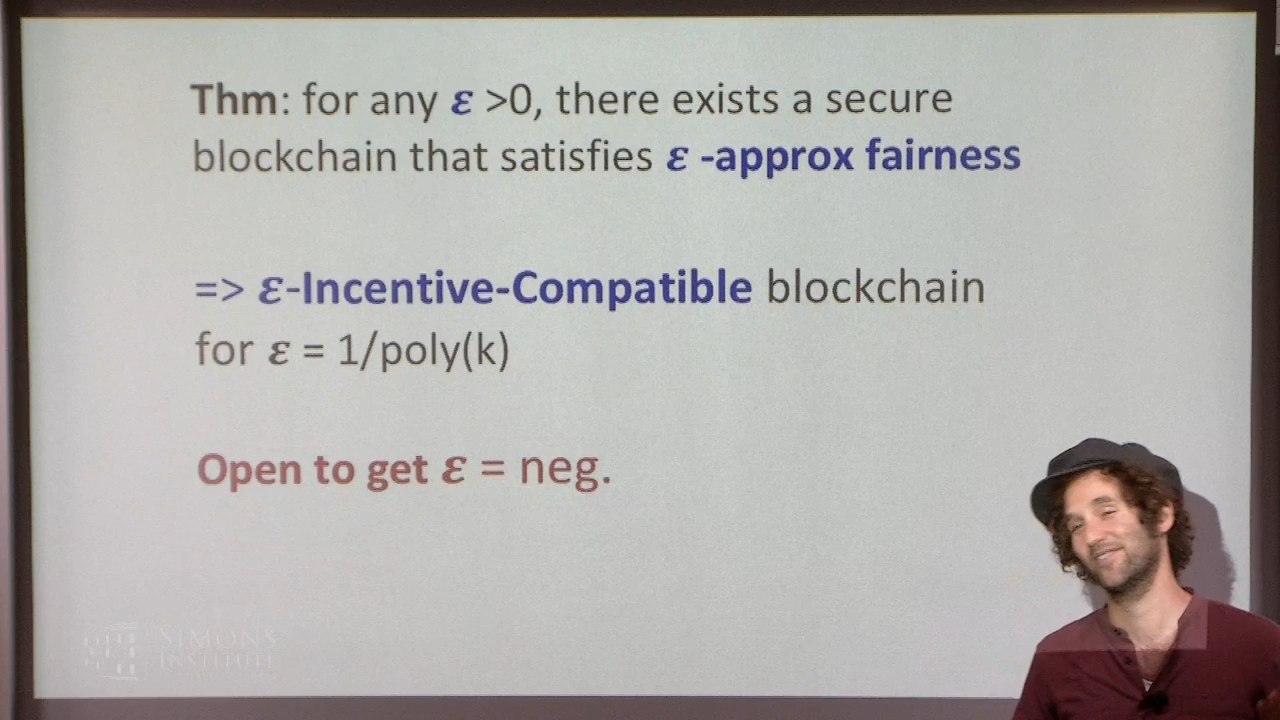 Thm: for any ε >0, there exists a secure
blockchain that satisfies ε -approx fairness
=> ε-Incentive-Compatible blockchain
for ε = 1/poly(k)
Open to get ε = neg.
SIMONS
INSTITUTE